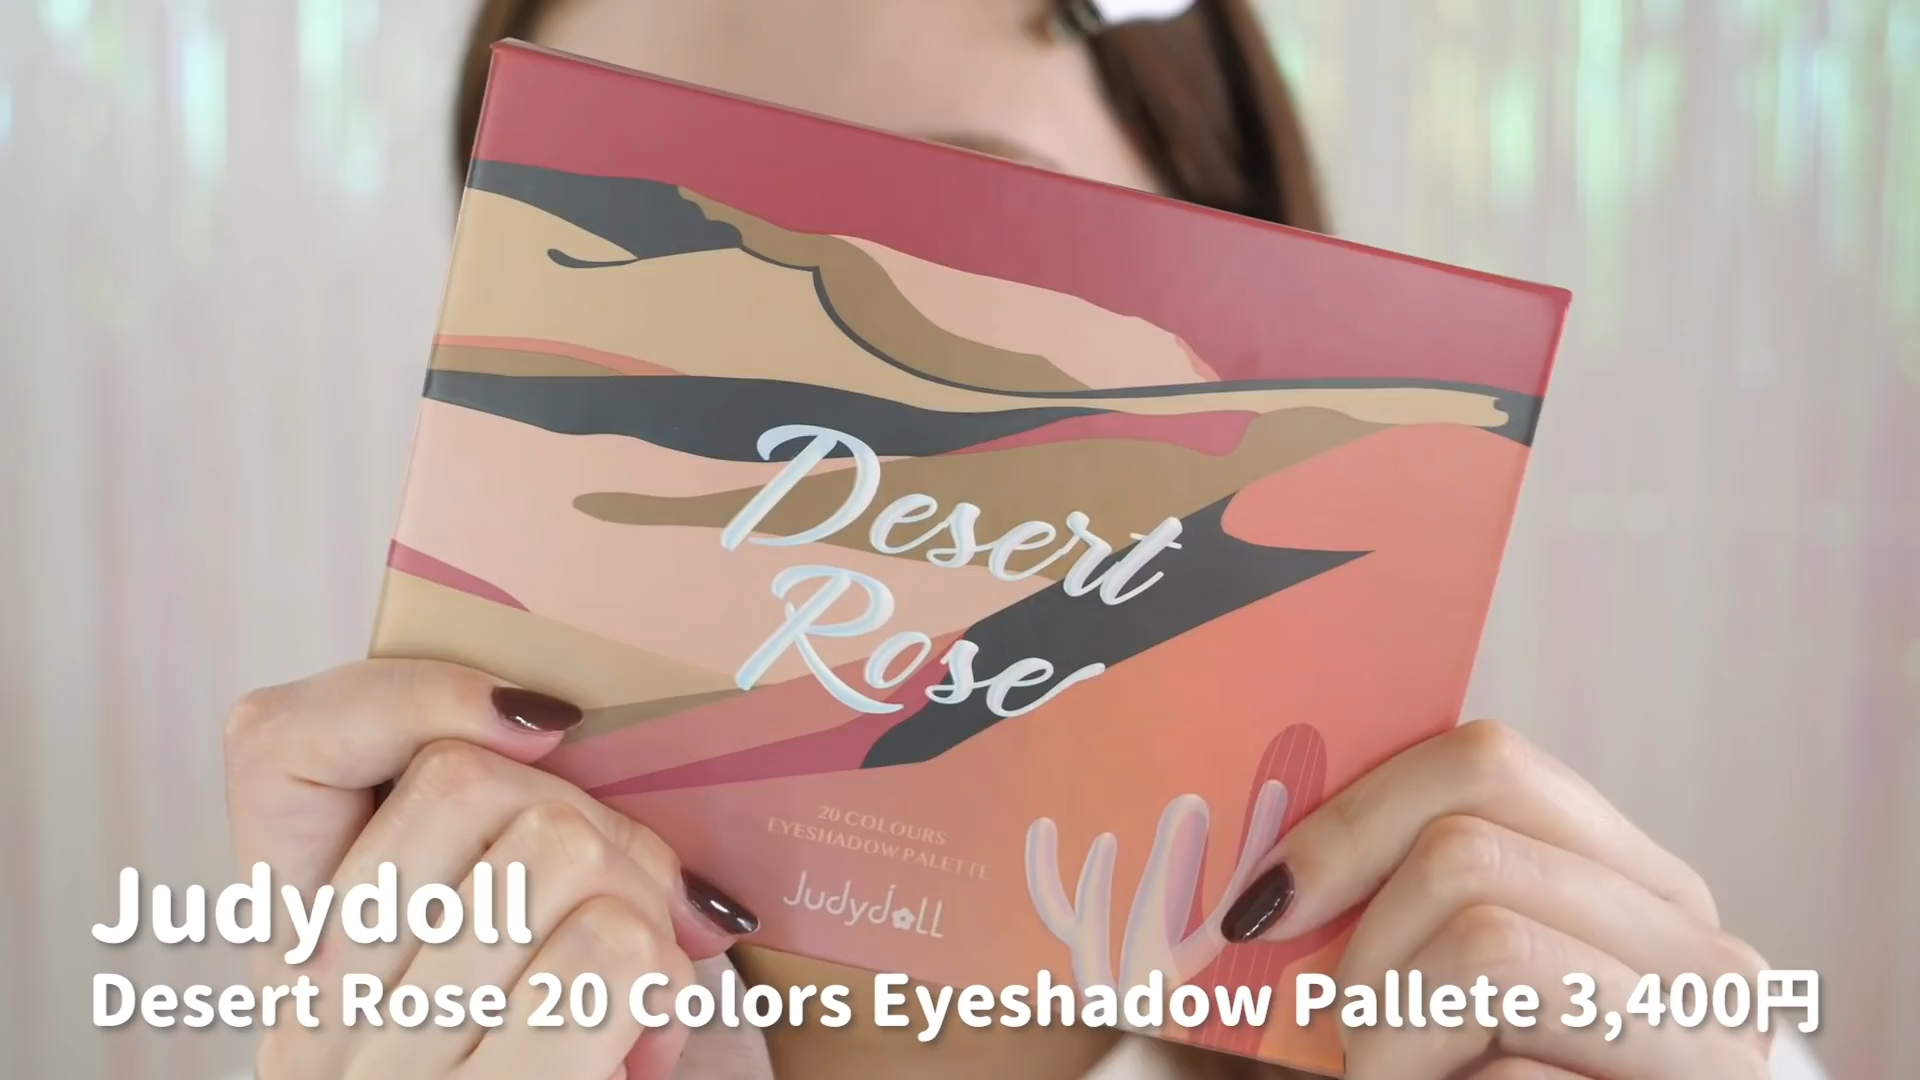 Desert
Rose
20 COLOURS
EYESHADOW PALETTE
Judydoll
Judydoll
Desert Rose 20 Colors Eyeshadow Pallete 3,400円